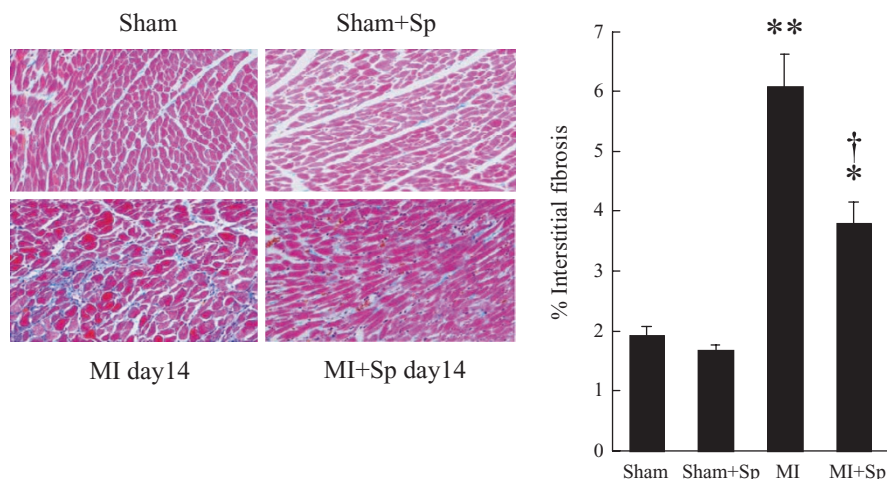 Sham
Sham+Sp
MI day14
MI+Sp day14
% Interstitial fibrosis
7
6
5
4
3
2
1
0
**
†
*
Sham
Sham+Sp
MI
MI+Sp